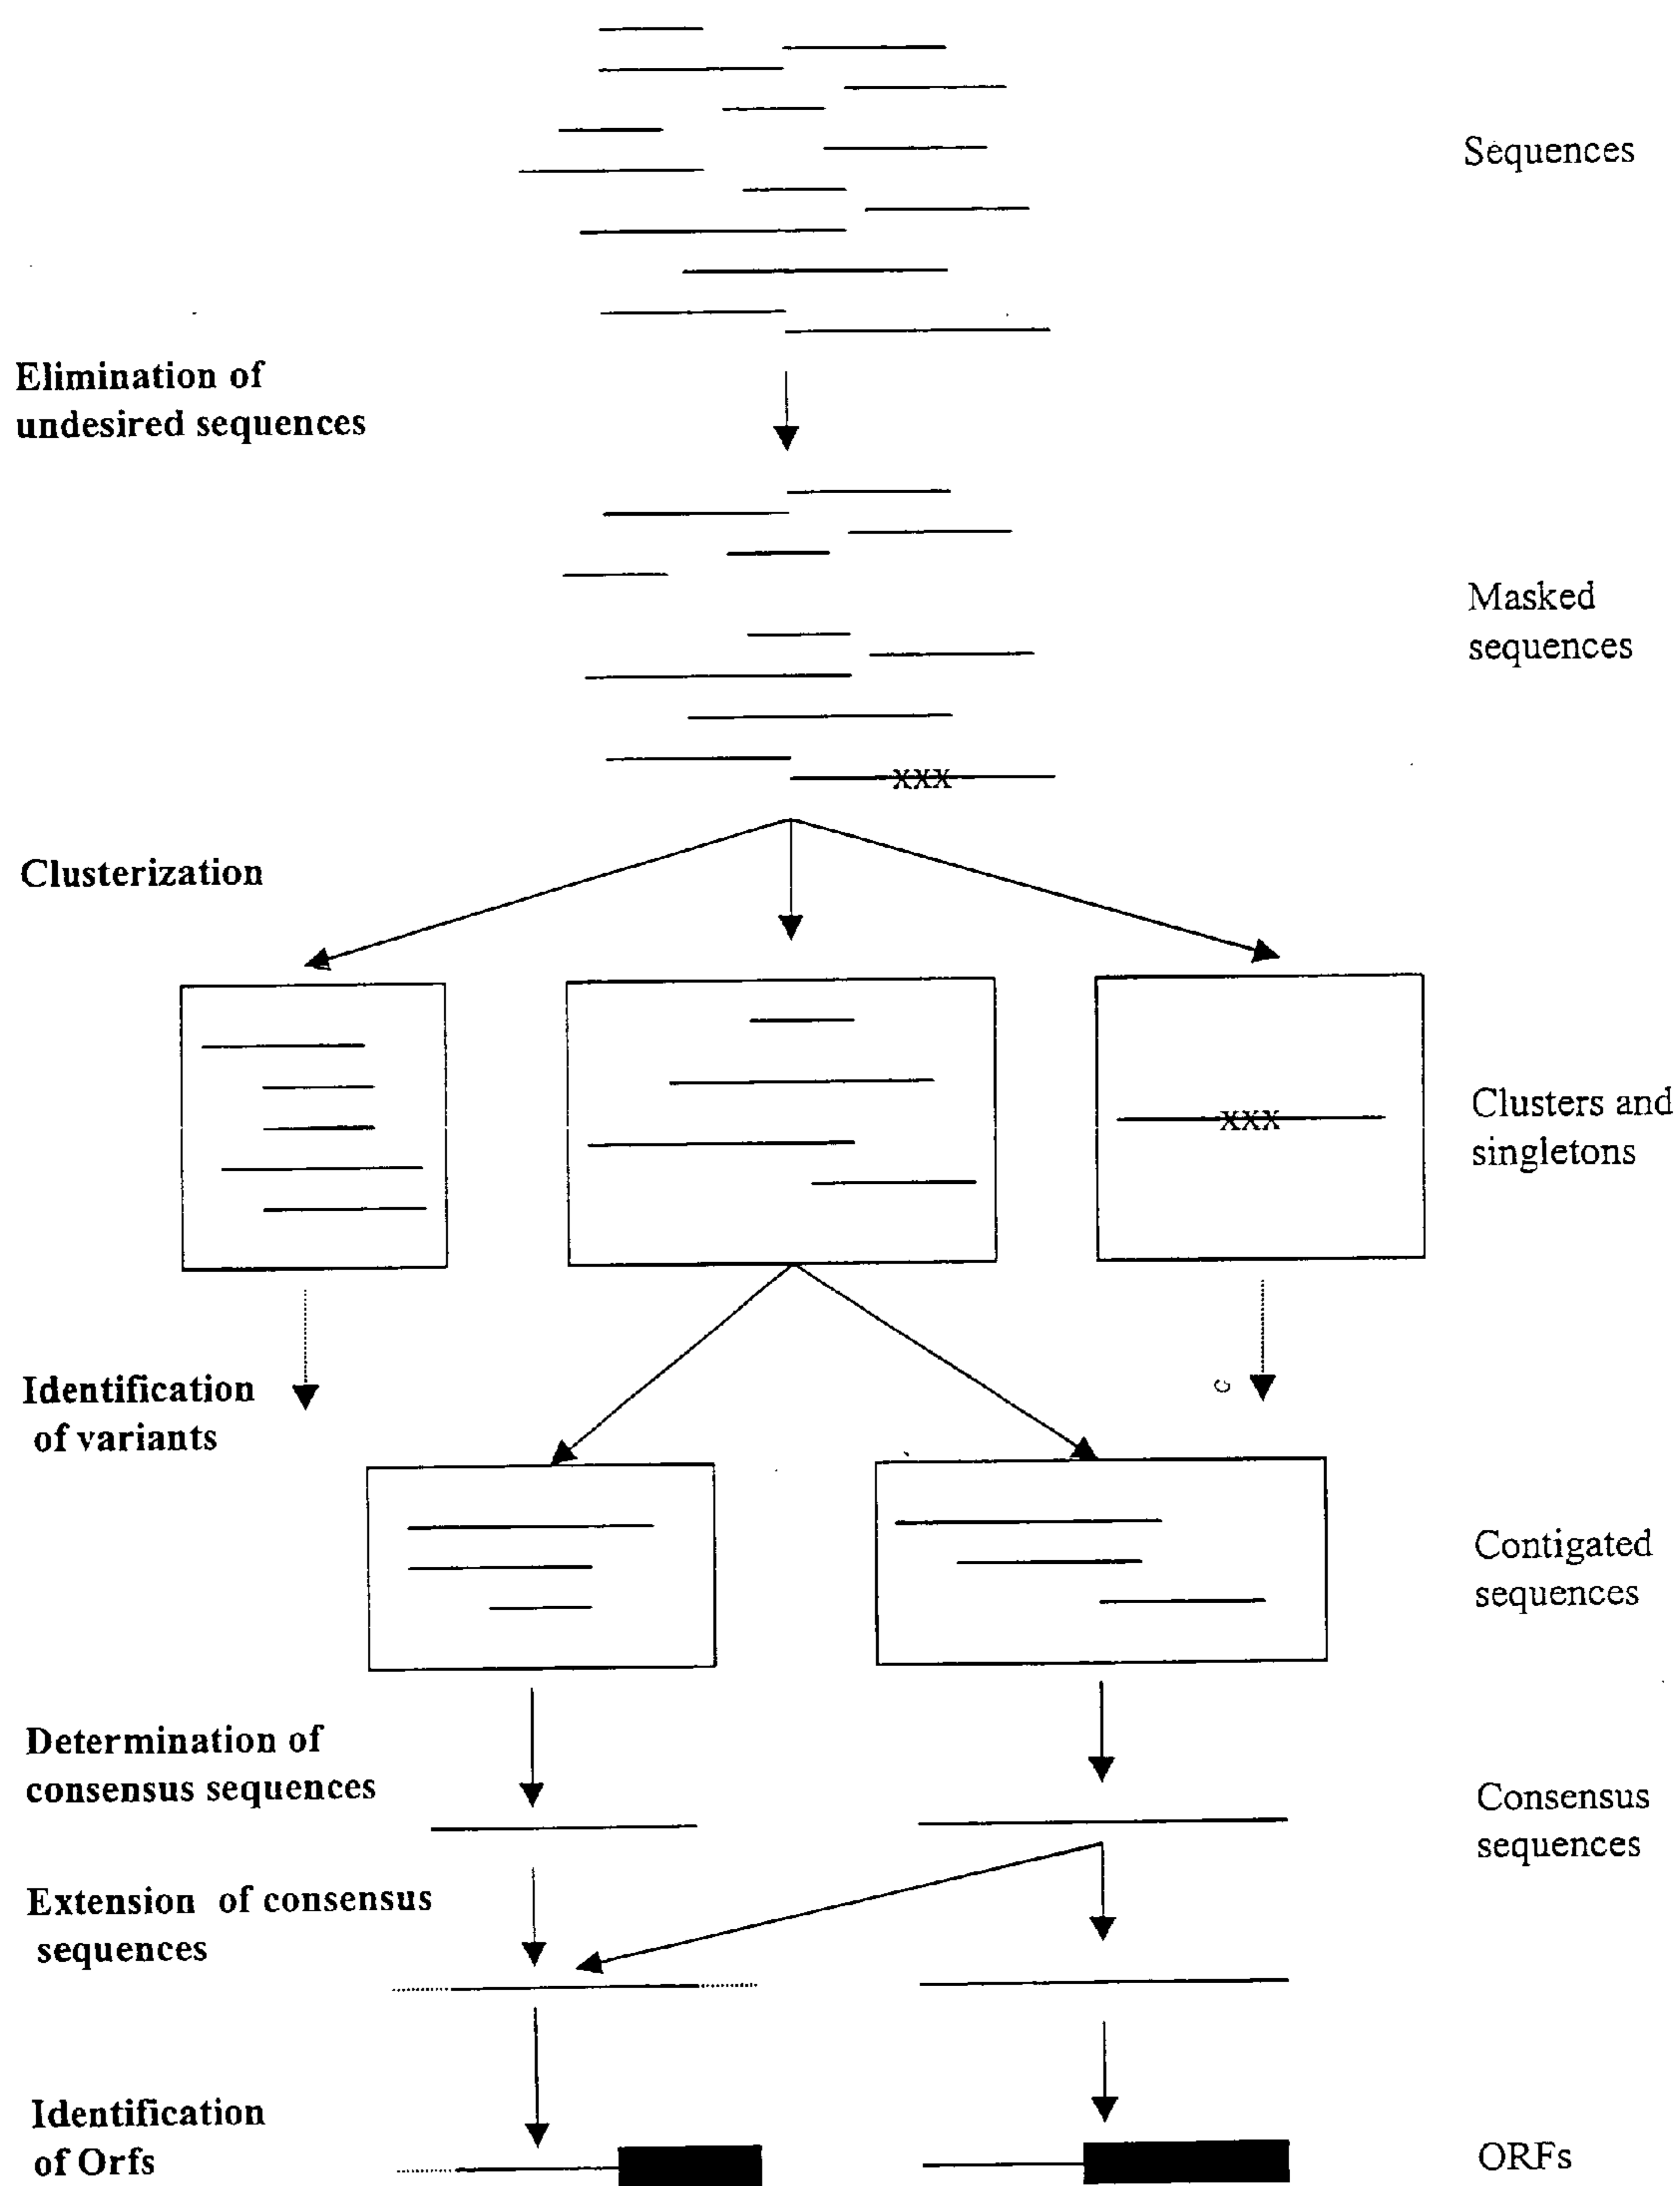 Sequences
Elimination of
undesired sequences
Masked
sequences
XXX
Clusterization
Clusters and
singletons
XXX
Identification
of variants
Contigated
sequences
Determination of
consensus sequences
Consensus
sequences
Extension of consensus
sequences
Identification
of Orfs
ORFs